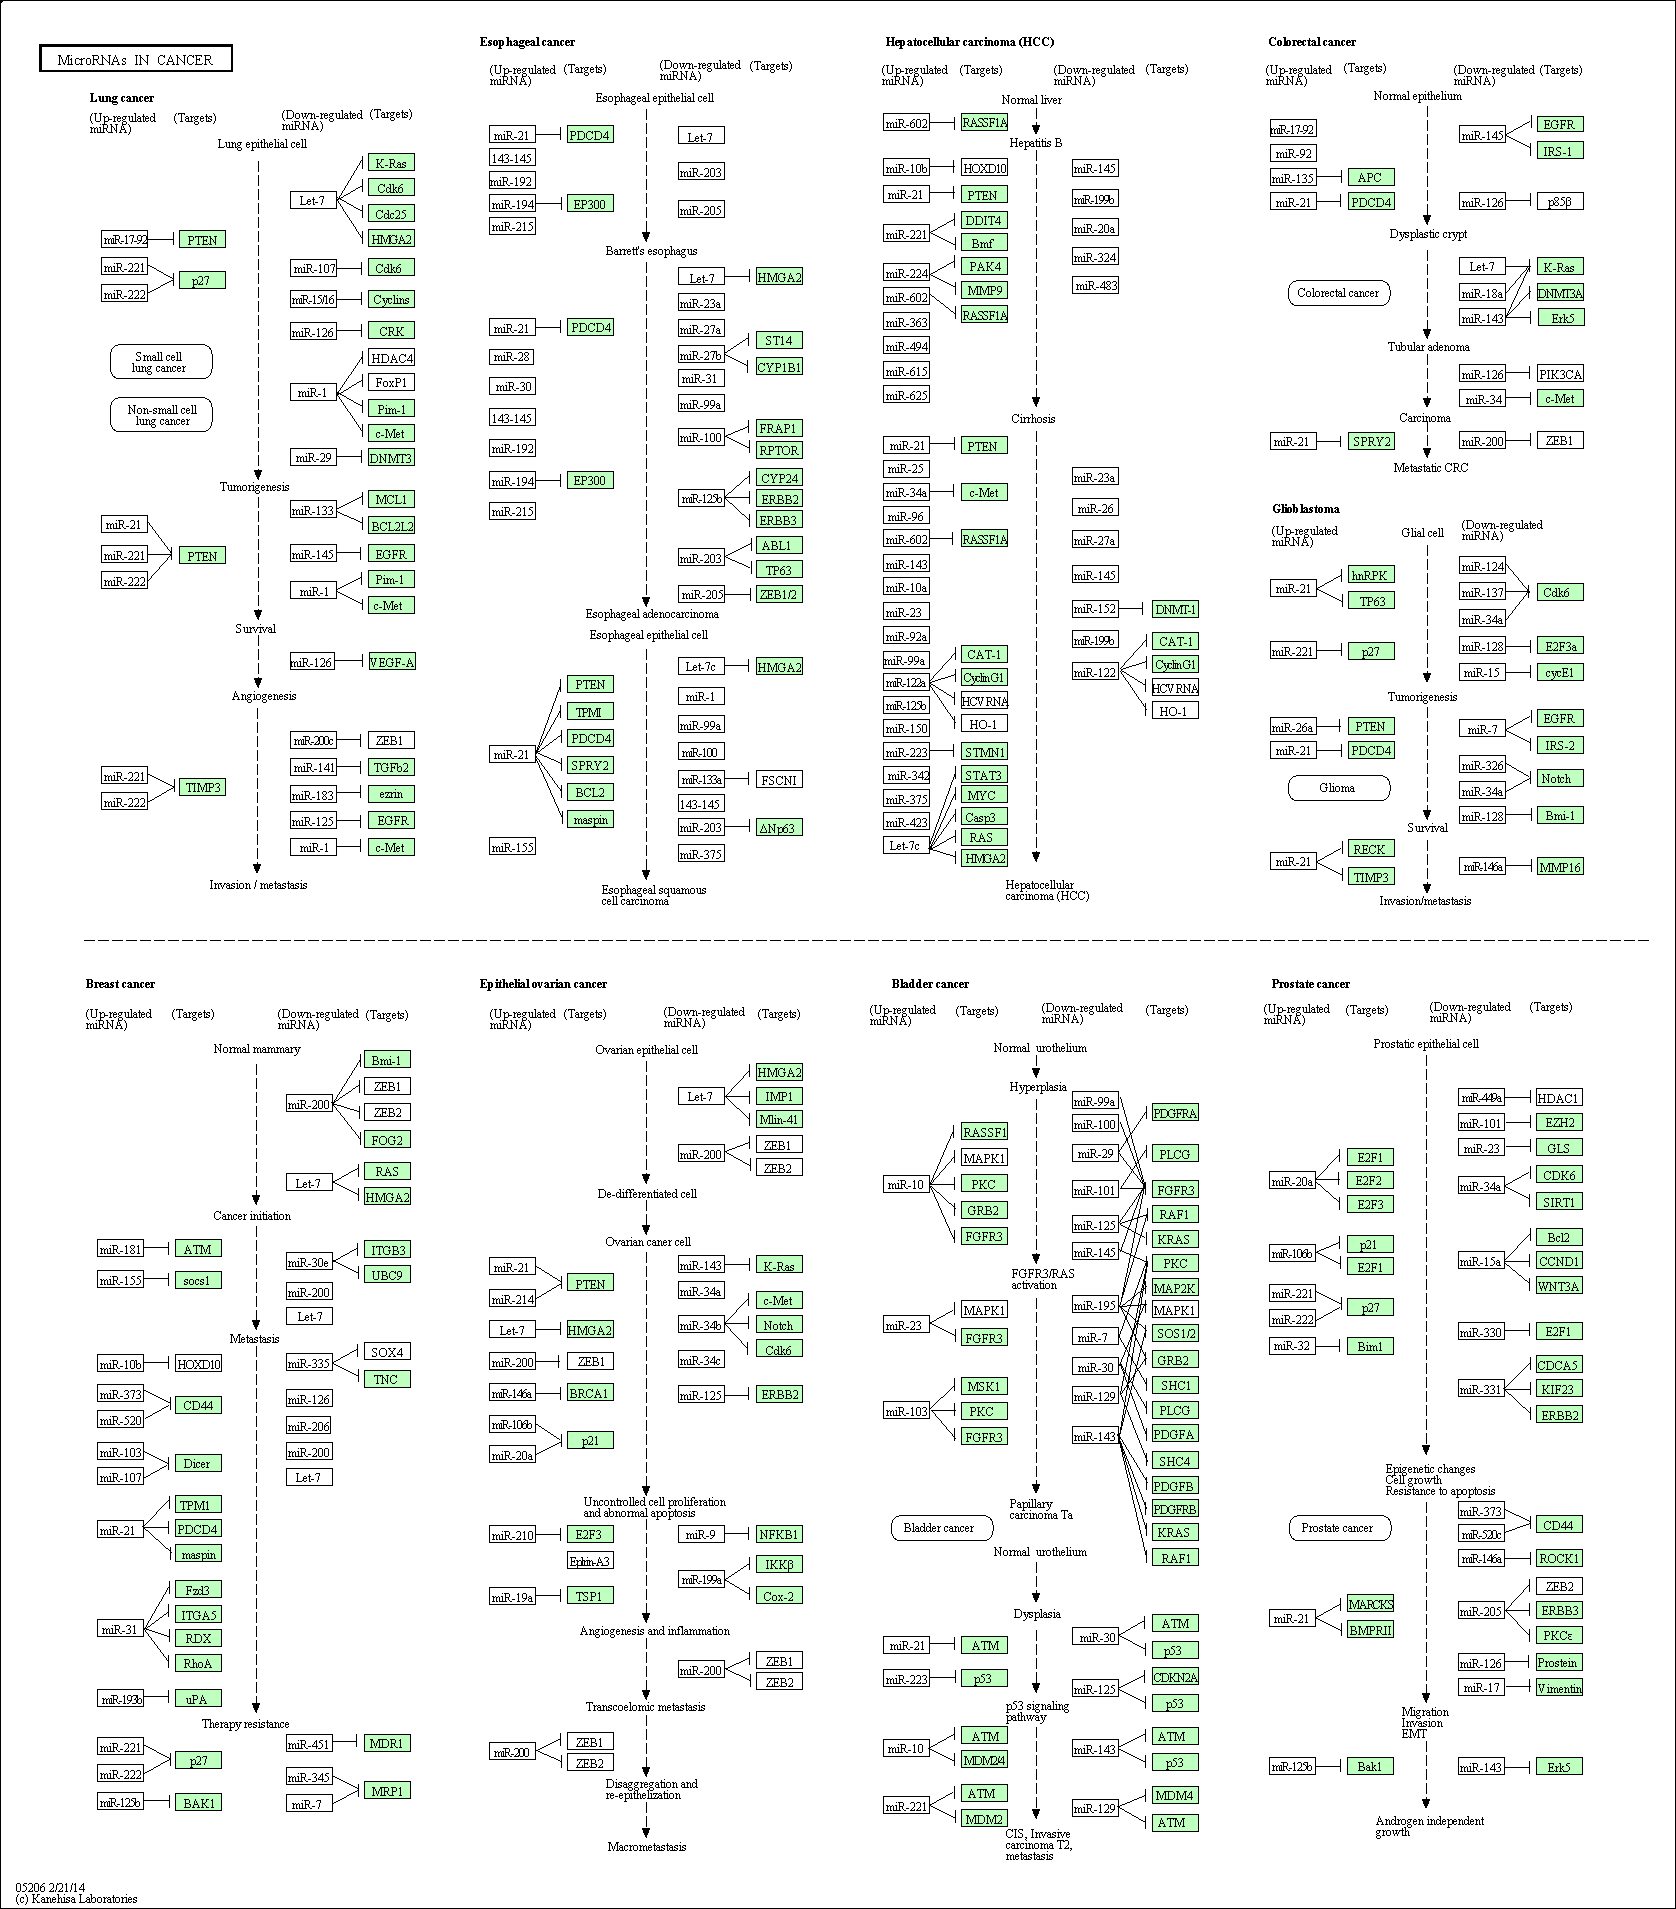 MicroRNAs IN CANCER
Lung cancer
(Up-regulated
miRNA)
(Targets)
(Down-regulated
miRNA)
(Targets)
Lung epithelial cell
miR-17-92
PTEN
miR-221
miR-222
p27
Let-7
K-Ras
Cdk6
Cdc25
HMGA2
miR-107
Cdk6
miR-15/16
Cyclins
miR-126
CRK
miR-1
HDAC4
FoxP1
Pim-1
c-Met
miR-29
DNMT3
Small cell
lung cancer
Non-small cell
lung cancer
Tumorigenesis
miR-21
miR-221
miR-222
PTEN
miR-133
MCL1
BCL2L2
miR-145
EGFR
miR-1
Pim-1
c-Met
Survival
miR-126
VEGF-A
Angiogenesis
miR-221
miR-222
TIMP3
miR-200c
ZEB1
miR-141
TGFb2
miR-183
ezrin
miR-125
EGFR
miR-1
c-Met
Invasion / metastasis
Esophageal cancer
(Up-regulated
miRNA)
(Targets)
(Down-regulated
miRNA)
(Targets)
Esophageal epithelial cell
miR-21
PDCD4
143-145
miR-192
miR-194
EP300
miR-215
Let-7
miR-203
miR-205
Barrett's esophagus
miR-21
PDCD4
miR-28
miR-30
143-145
miR-192
miR-194
EP300
miR-215
Let-7
HMGA2
miR-23a
miR-27a
miR-27b
ST14
CYP1B1
miR-31
miR-99a
miR-100
FRAP1
RPTOR
miR-125b
CYP24
ERBB2
ERBB3
miR-203
ABL1
TP63
miR-205
ZEB1/2
Esophageal adenocarcinoma
Esophageal epithelial cell
miR-21
PTEN
TPMI
PDCD4
SPRY2
BCL2
maspin
miR-155
Let-7c
HMGA2
miR-1
miR-99a
miR-100
miR-133a
FSCNI
143-145
miR-203
ΔNp63
miR-375
Esophageal squamous
cell carcinoma
Hepatocellular carcinoma (HCC)
(Up-regulated
miRNA)
(Targets)
(Down-regulated
miRNA)
(Targets)
Normal liver
miR-602
RASSF1A
Hepatitis B
miR-10b
HOXD10
miR-21
PTEN
miR-221
DDIT4
Bmf
miR-224
PAK4
MMP9
miR-602
RASSF1A
miR-363
miR-494
miR-615
miR-625
miR-145
miR-199b
miR-20a
miR-324
miR-483
Cirrhosis
miR-21
PTEN
miR-25
miR-34a
c-Met
miR-96
miR-602
RASSF1A
miR-143
miR-10a
miR-23
miR-92a
miR-99a
miR-122a
CAT-1
CyclinG1
HCV RNA
HO-1
miR-125b
miR-150
miR-223
STMN1
miR-342
miR-375
miR-423
Let-7c
STAT3
MYC
Casp3
RAS
HMGA2
miR-23a
miR-26
miR-27a
miR-145
miR-152
DNMT-1
miR-199b
miR-122
CAT-1
CyclinG1
HCV RNA
HO-1
Hepatocellular
carcinoma (HCC)
Colorectal cancer
(Up-regulated
miRNA)
(Targets)
(Down-regulated
miRNA)
(Targets)
Normal epithelium
miR-17-92
miR-92
miR-135
APC
miR-21
PDCD4
miR-145
EGFR
IRS-1
miR-126
p85β
Dysplastic crypt
Colorectal cancer
Let-7
miR-18a
miR-143
K-Ras
DNMT3A
Erk5
Tubular adenoma
miR-126
PIK3CA
miR-34
c-Met
Carcinoma
miR-21
SPRY2
miR-200
ZEB1
Metastatic CRC
Glioblastoma
(Up-regulated
miRNA)
Glial cell
(Down-regulated
miRNA)
miR-21
hnRPK
TP63
miR-221
p27
miR-124
miR-137
miR-34a
Cdk6
miR-128
E2F3a
miR-15
cycE1
Tumorigenesis
miR-26a
PTEN
miR-21
PDCD4
Glioma
miR-7
EGFR
IRS-2
miR-326
miR-34a
Notch
miR-128
Bmi-1
Survival
miR-21
RECK
TIMP3
miR-146a
MMP16
Invasion/metastasis
Breast cancer
(Up-regulated
miRNA)
(Targets)
(Down-regulated
miRNA)
(Targets)
Normal mammary
miR-200
Bmi-1
ZEB1
ZEB2
FOG2
Let-7
RAS
HMGA2
Cancer initiation
miR-181
ATM
miR-155
socs1
miR-30e
ITGB3
UBC9
miR-200
Let-7
Metastasis
miR-10b
HOXD10
miR-373
miR-520
CD44
miR-103
miR-107
Dicer
miR-21
TPM1
PDCD4
maspin
miR-31
Fzd3
ITGA5
RDX
RhoA
miR-193b
uPA
miR-335
SOX4
TNC
miR-126
miR-206
miR-200
Let-7
Therapy resistance
miR-221
miR-222
p27
miR-125b
BAK1
miR-451
MDR1
miR-345
miR-7
MRP1
Epithelial ovarian cancer
(Up-regulated
miRNA)
(Targets)
(Down-regulated
miRNA)
(Targets)
Ovarian epithelial cell
Let-7
HMGA2
IMP1
Mlin-41
miR-200
ZEB1
ZEB2
De-differentiated cell
Ovarian caner cell
miR-21
miR-214
PTEN
Let-7
HMGA2
miR-200
ZEB1
miR-146a
BRCA1
miR-106b
miR-20a
p21
miR-143
K-Ras
miR-34a
miR-34b
c-Met
Notch
Cdk6
miR-34c
miR-125
ERBB2
Uncontrolled cell proliferation
and abnormal apoptosis
miR-210
E2F3
Ephrin-A3
miR-19a
TSP1
miR-9
NFKB1
miR-199a
IKKβ
Cox-2
Angiogenesis and inflammation
miR-200
ZEB1
ZEB2
Transcoelomic metastasis
miR-200
ZEB1
ZEB2
Disaggregation and
re-epithelization
Macrometastasis
Bladder cancer
(Up-regulated
miRNA)
(Targets)
(Down-regulated
miRNA)
(Targets)
Normal urothelium
Hyperplasia
miR-10
RASSF1
MAPK1
PKC
GRB2
FGFR3
miR-23
MAPK1
FGFR3
miR-103
MSK1
PKC
FGFR3
miR-99a
miR-100
miR-29
miR-101
miR-125
miR-145
miR-195
miR-7
miR-30
miR-129
miR-143
PDGFRA
PLCG
FGFR3
RAF1
KRAS
PKC
MAP2K
MAPK1
SOS1/2
GRB2
SHC1
PLCG
PDGFA
SHC4
PDGFB
PDGFRB
KRAS
RAF1
FGFR3/RAS
activation
Papillary
carcinoma Ta
Bladder cancer
Normal urothelium
Dysplasia
miR-21
ATM
miR-223
p53
miR-30
ATM
p53
miR-125
CDKN2A
p53
p53 signaling
pathway
miR-10
ATM
MDM2/4
miR-221
ATM
MDM2
miR-143
ATM
p53
miR-129
MDM4
ATM
CIS, Invasive
carcinoma T2,
metastasis
Prostate cancer
(Up-regulated
miRNA)
(Targets)
(Down-regulated
miRNA)
(Targets)
Prostatic epithelial cell
miR-20a
E2F1
E2F2
E2F3
miR-106b
p21
E2F1
miR-221
miR-222
p27
miR-32
Bim1
miR-449a
HDAC1
miR-101
EZH2
miR-23
GLS
miR-34a
CDK6
SIRT1
miR-15a
Bcl2
CCND1
WNT3A
miR-330
E2F1
miR-331
CDCA5
KIF23
ERBB2
Epigenetic changes
Cell growth
Resistance to apoptosis
Prostate cancer
miR-373
miR-520c
CD44
miR-146a
ROCK1
miR-21
MARCKS
BMPRII
miR-205
ZEB2
ERBB3
PKCε
miR-126
Prostein
miR-17
Vimentin
Migration
Invasion
EMT
miR-125b
Bak1
miR-143
Erk5
Androgen independent
growth
05206 2/21/14
(c) Kanehisa Laboratories